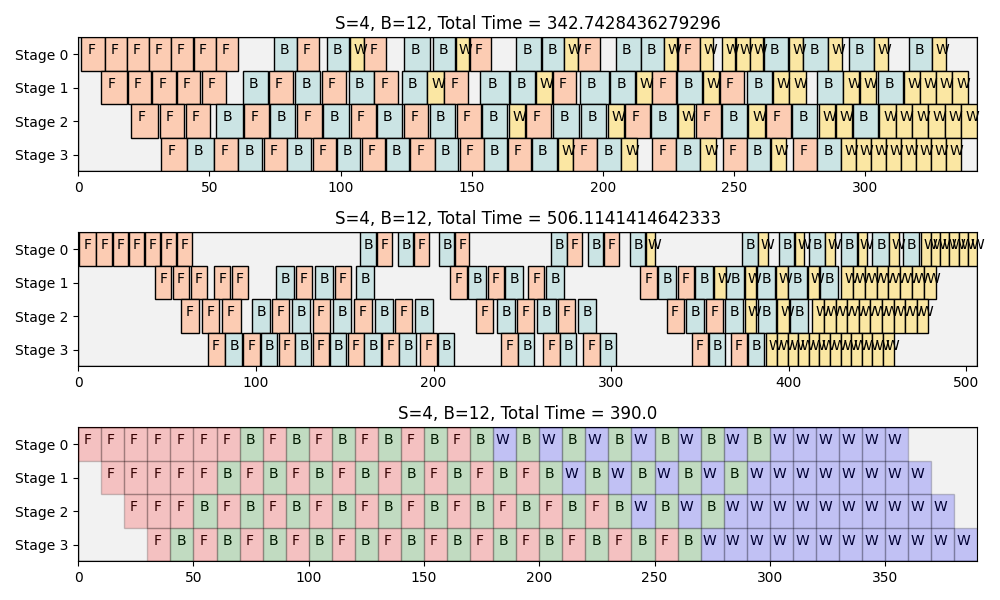 S=4, B=12, Total Time = 342.7428436279296
Stage 0 F F F F F F F B F B W F B B W F B B W F B B W F W W W W B W B W B W B W
Stage 1 F F F F F B F B F B F B W F B B W F B B W F B W F B W W B W W B W W W W
Stage 2 F F F B F B F B F B F B F B W F B B W F B W F B W F B W W B W W W W W W
Stage 3 F B F B F B F B F B F B F B F B W F B W F B W F B W F B W W W W W W W W
0 50 100 150 200 250 300
S=4, B=12, Total Time = 506.1141414642333
Stage 0 F F F F F F F B F B F B F B F B F B W B W B W B W B W B W B W W W W W W
Stage 1 F F F F F B F B F B F B F B F B F B F B W B W B W B W B W W W W W W W W
Stage 2 F F F B F B F B F B F B F B F B F B F B F B W B W B W W W W W W W W W W
Stage 3 F B F B F B F B F B F B F B F B F B F B F B F B W W W W W W W W W W W W
0 100 200 300 400 500
S=4, B=12, Total Time = 390.0
Stage 0 F F F F F F F B F B F B F B F B F B W B W B W B W B W B W B W W W W W W
Stage 1 F F F F F B F B F B F B F B F B F B F B W B W B W B W B W W W W W W W W
Stage 2 F F F B F B F B F B F B F B F B F B F B F B W B W B W W W W W W W W W W
Stage 3 F B F B F B F B F B F B F B F B F B F B F B F B W W W W W W W W W W W W
0 50 100 150 200 250 300 350